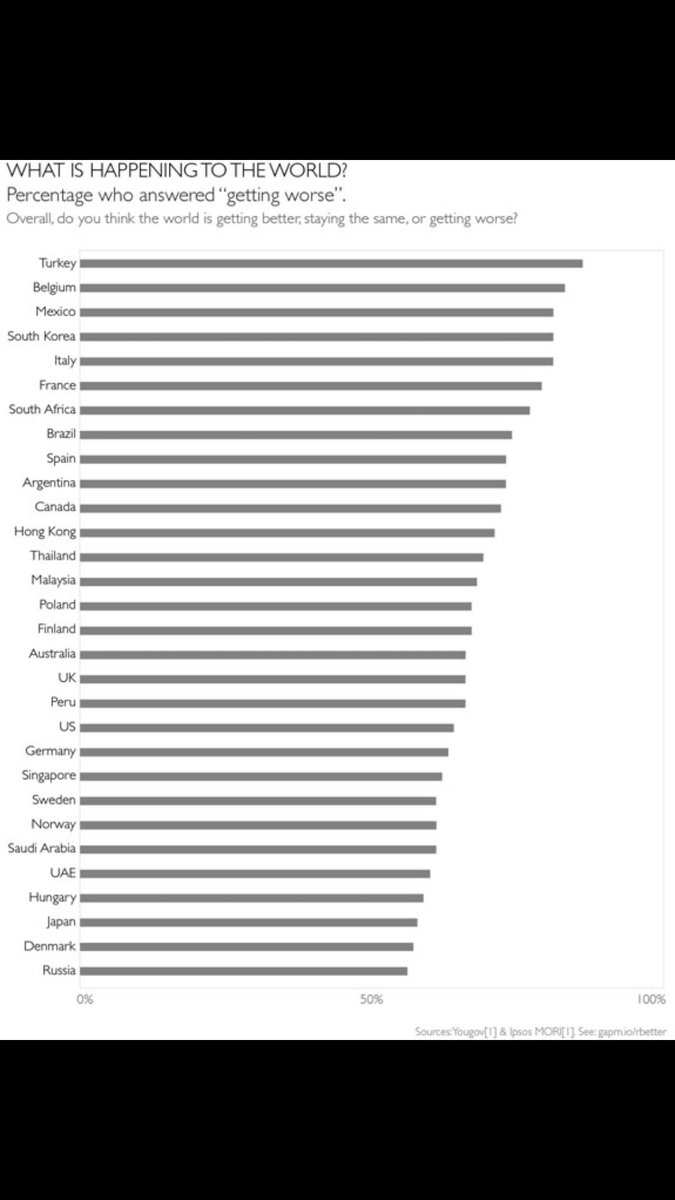 WHAT IS HAPPENING TO THE WORLD?
Percentage who answered “getting worse”.
Overall, do you think the world is getting better, staying the same, or getting worse?
Turkey
Belgium
Mexico
South Korea
Italy
France
South Africa
Brazil
Spain
Argentina
Canada
Hong Kong
Thailand
Malaysia
Poland
Finland
Australia
UK
Peru
US
Germany
Singapore
Sweden
Norway
Saudi Arabia
UAE
Hungary
Japan
Denmark
Russia
0% 50% 100%
Sources: Yougov[1] & Ipsos MORI[1]. See: gapm.io/rbetter